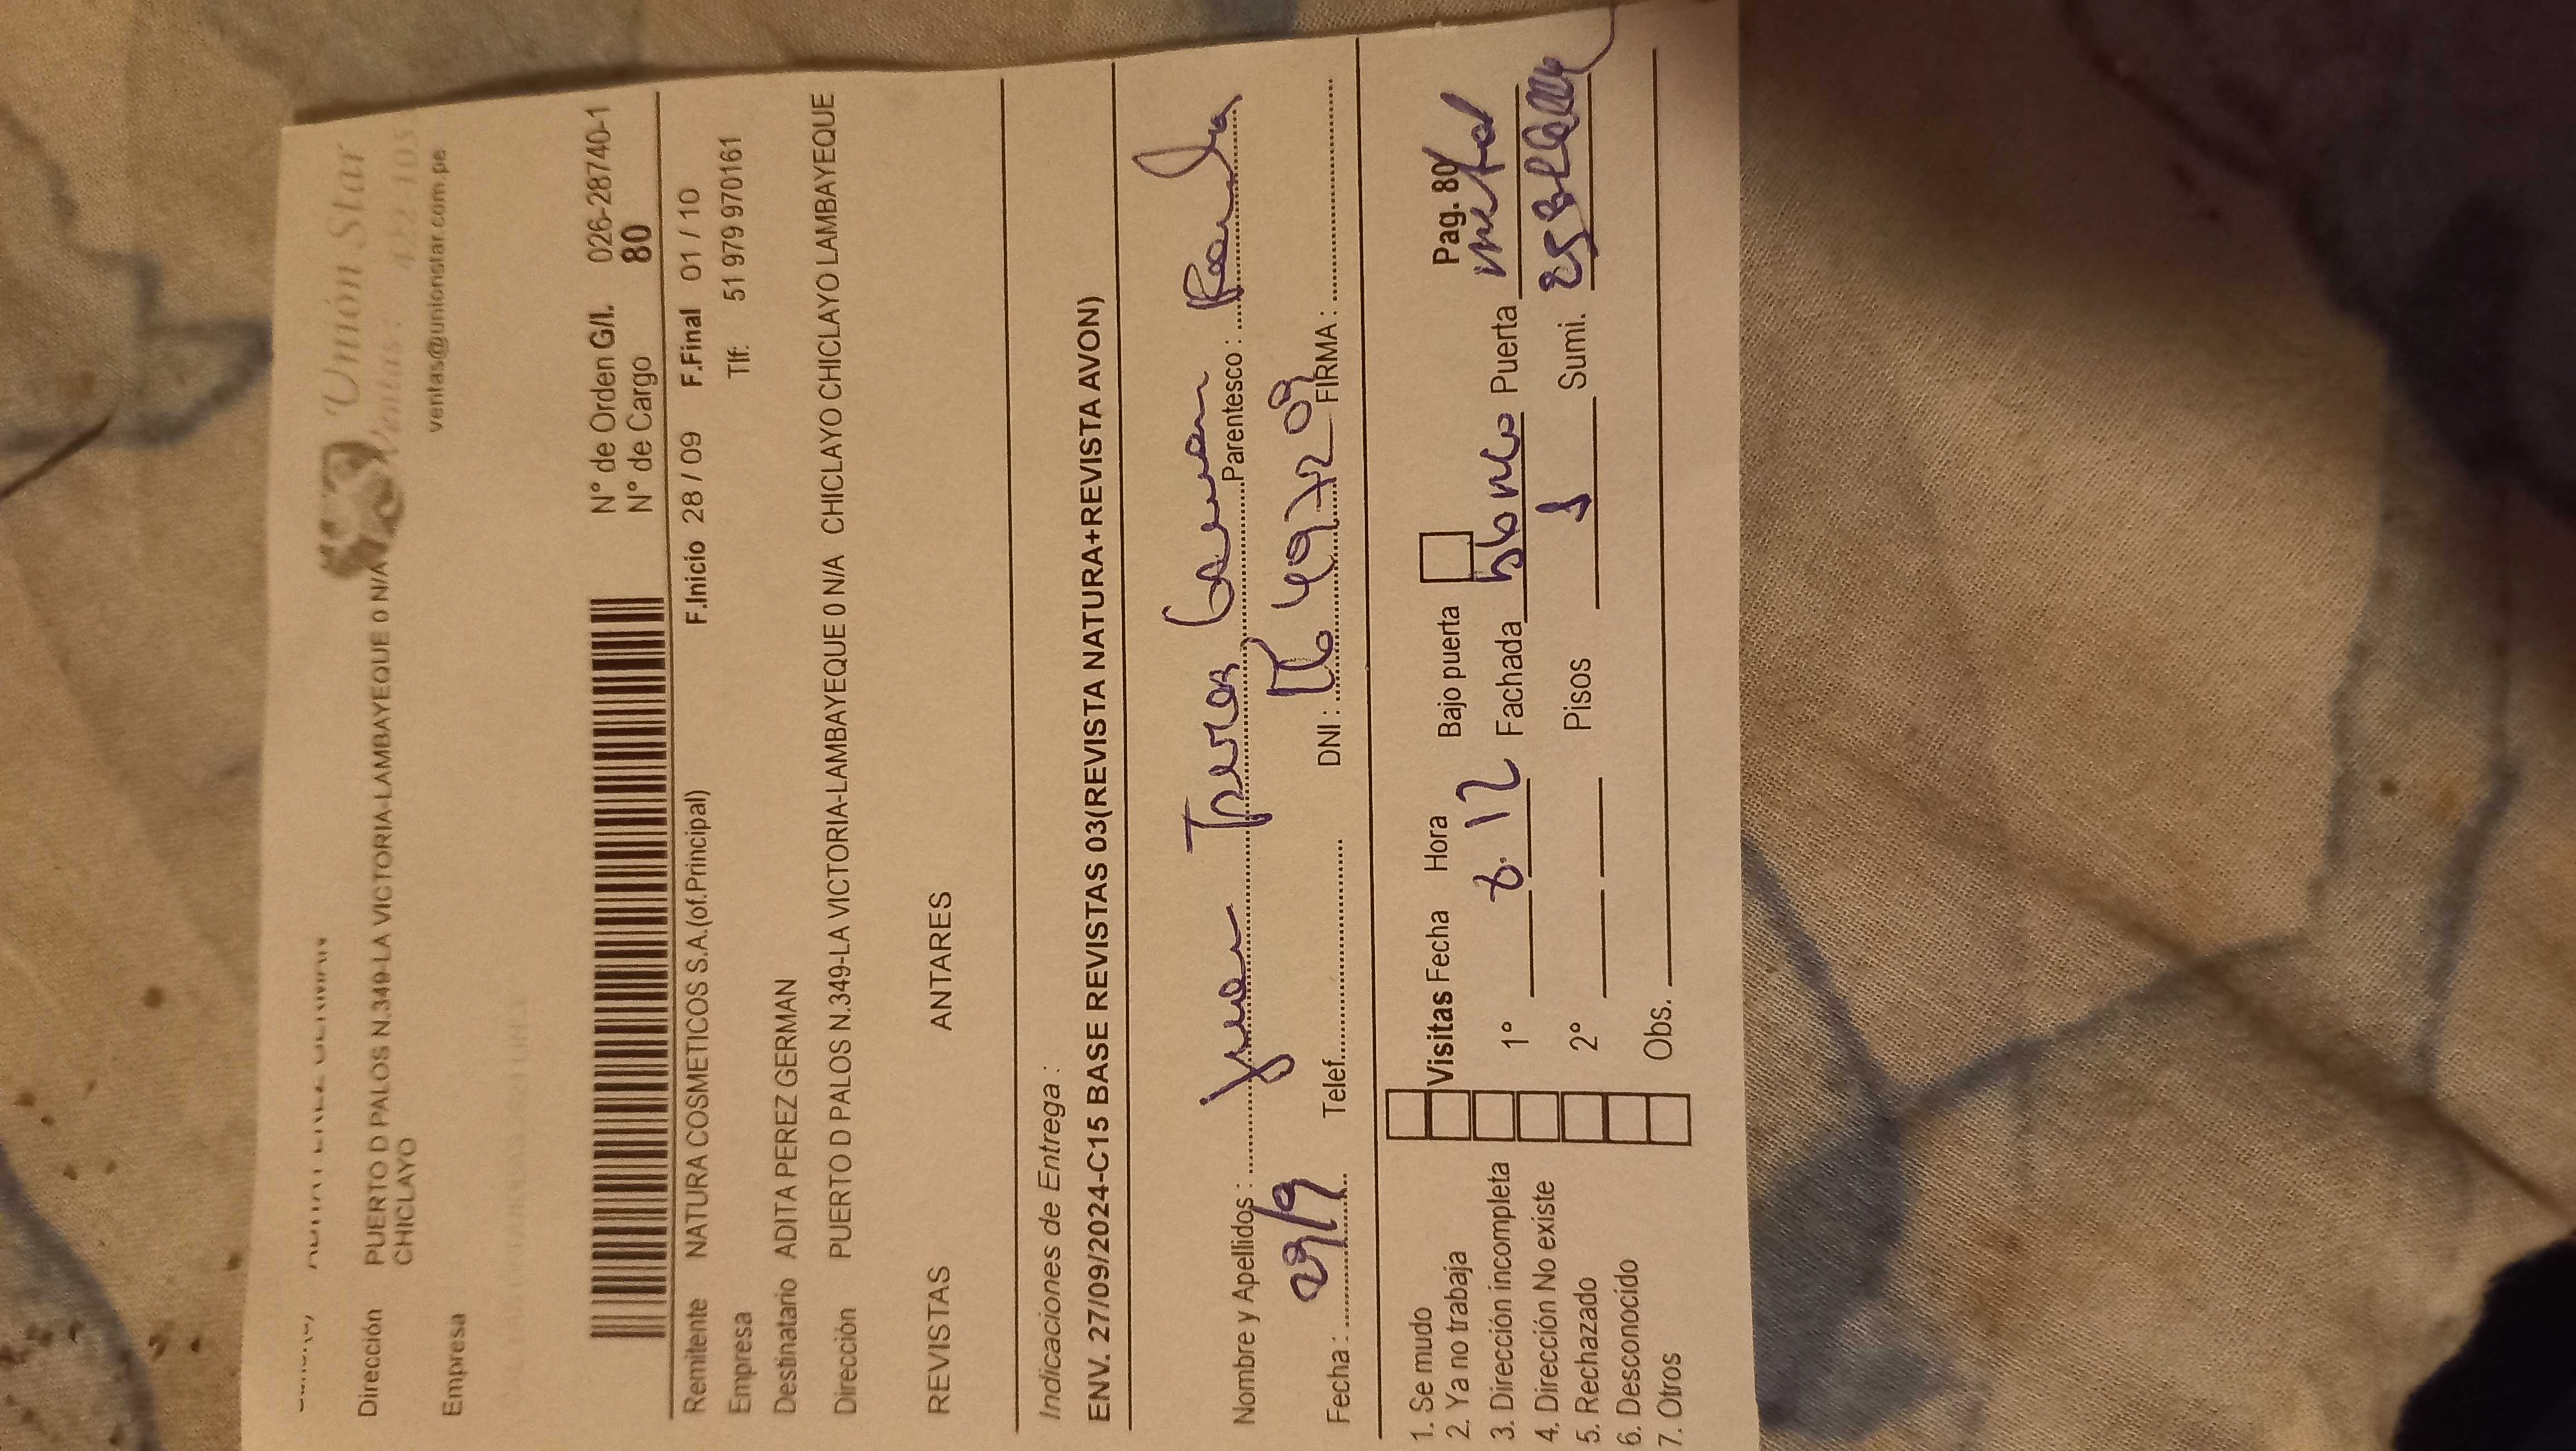 Unión Star
Ventas: 422-103
ventas@unionstar.com.pe
Dirección PUERTO D PALOS N.349-LA VICTORIA-LAMBAYEQUE 0 N/A
CHICLAYO
Empresa
N° de Orden G/I. 026-28740-1
N° de Cargo 80
Remitente NATURA COSMETICOS S.A.(of.Principal) F.Inicio 28 / 09 F.Final 01 / 10
Empresa Tlf: 51 979 970161
Destinatario ADITA PEREZ GERMAN
Dirección PUERTO D PALOS N.349-LA VICTORIA-LAMBAYEQUE 0 N/A CHICLAYO CHICLAYO LAMBAYEQUE
REVISTAS ANTARES
Indicaciones de Entrega :
ENV. 27/09/2024-C15 BASE REVISTAS 03(REVISTA NATURA+REVISTA AVON)
Nombre y Apellidos : Parentesco :
Fecha : 29/9 Telef. DNI : FIRMA :
1. Se mudo
2. Ya no trabaja
3. Dirección incompleta
4. Dirección No existe
5. Rechazado
6. Desconocido
7. Otros
Visitas Fecha Hora Bajo puerta Pag. 80
1° 12 Fachada Puerta metal
2° Pisos 1 Sumi.
Obs.